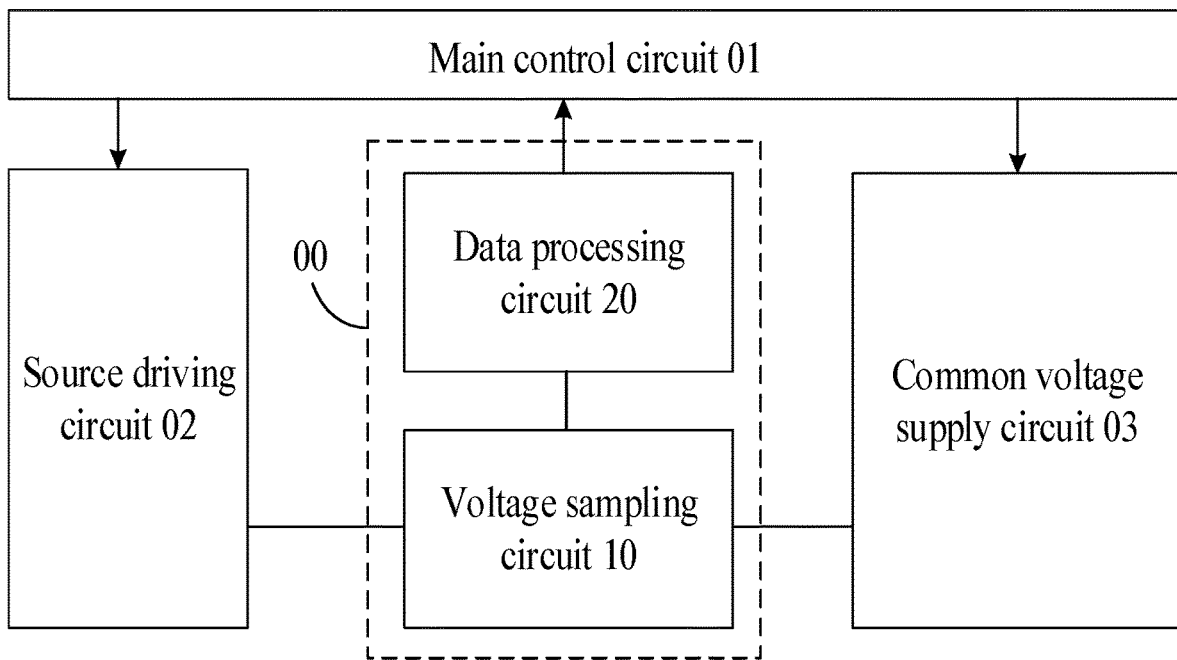 Main control circuit 01
00
Data processing
circuit 20
Source driving
circuit 02
Common voltage
supply circuit 03
Voltage sampling
circuit 10